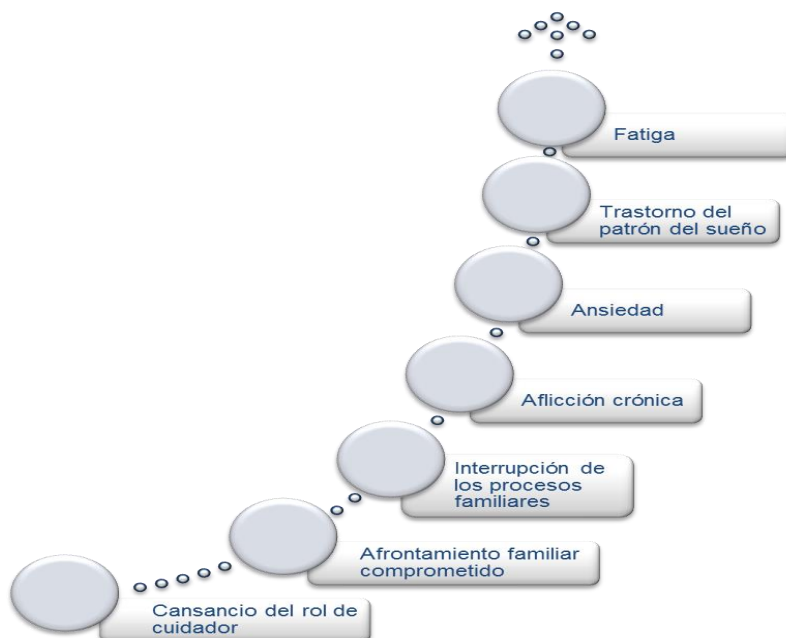 Fatiga
Trastorno del
patrón del sueño
Ansiedad
Aflicción crónica
Interrupción de
los procesos
familiares
Afrontamiento familiar
comprometido
Cansancio del rol de
cuidador